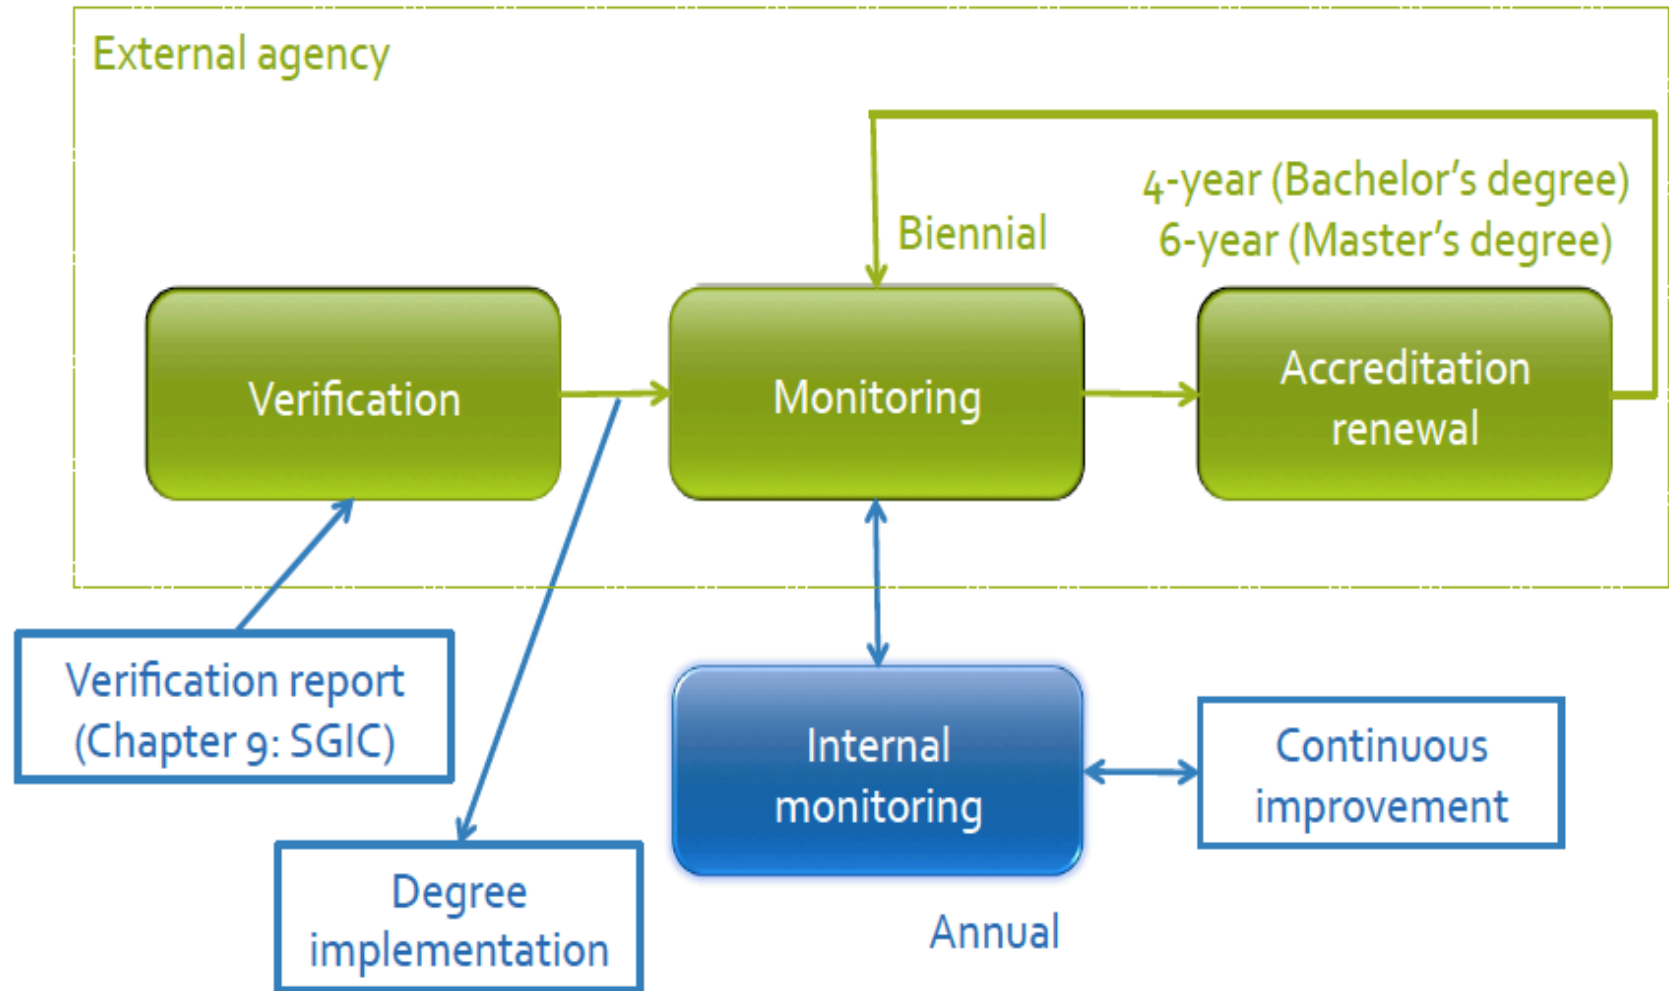 External agency
4-year (Bachelor's degree)
6-year (Master's degree)
Biennial
Verification
Monitoring
Accreditation
renewal
Verification report
(Chapter 9: SGIC)
Internal
monitoring
Continuous
improvement
Degree
implementation
Annual